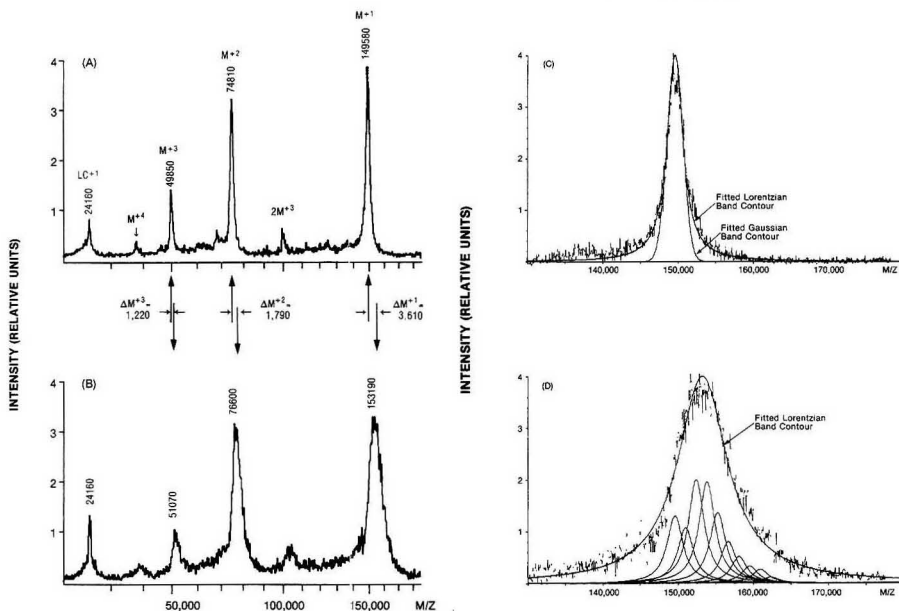 INTENSITY (RELATIVE UNITS)
(A)
4
3
2
1
LC+1
24160
M+4
M+3
49850
M+2
74810
2M+3
M+1
149580
ΔM+3=
1,220
ΔM+2=
1,790
ΔM+1=
3,610
(B)
4
3
2
1
24160
51070
76600
153190
50,000
100,000
150,000
M/Z
INTENSITY (RELATIVE UNITS)
(C)
4
3
2
1
Fitted Lorentzian
Band Contour
Fitted Gaussian
Band Contour
140,000
150,000
160,000
170,000
M/Z
(D)
4
3
2
1
Fitted Lorentzian
Band Contour
140,000
150,000
160,000
170,000
M/Z